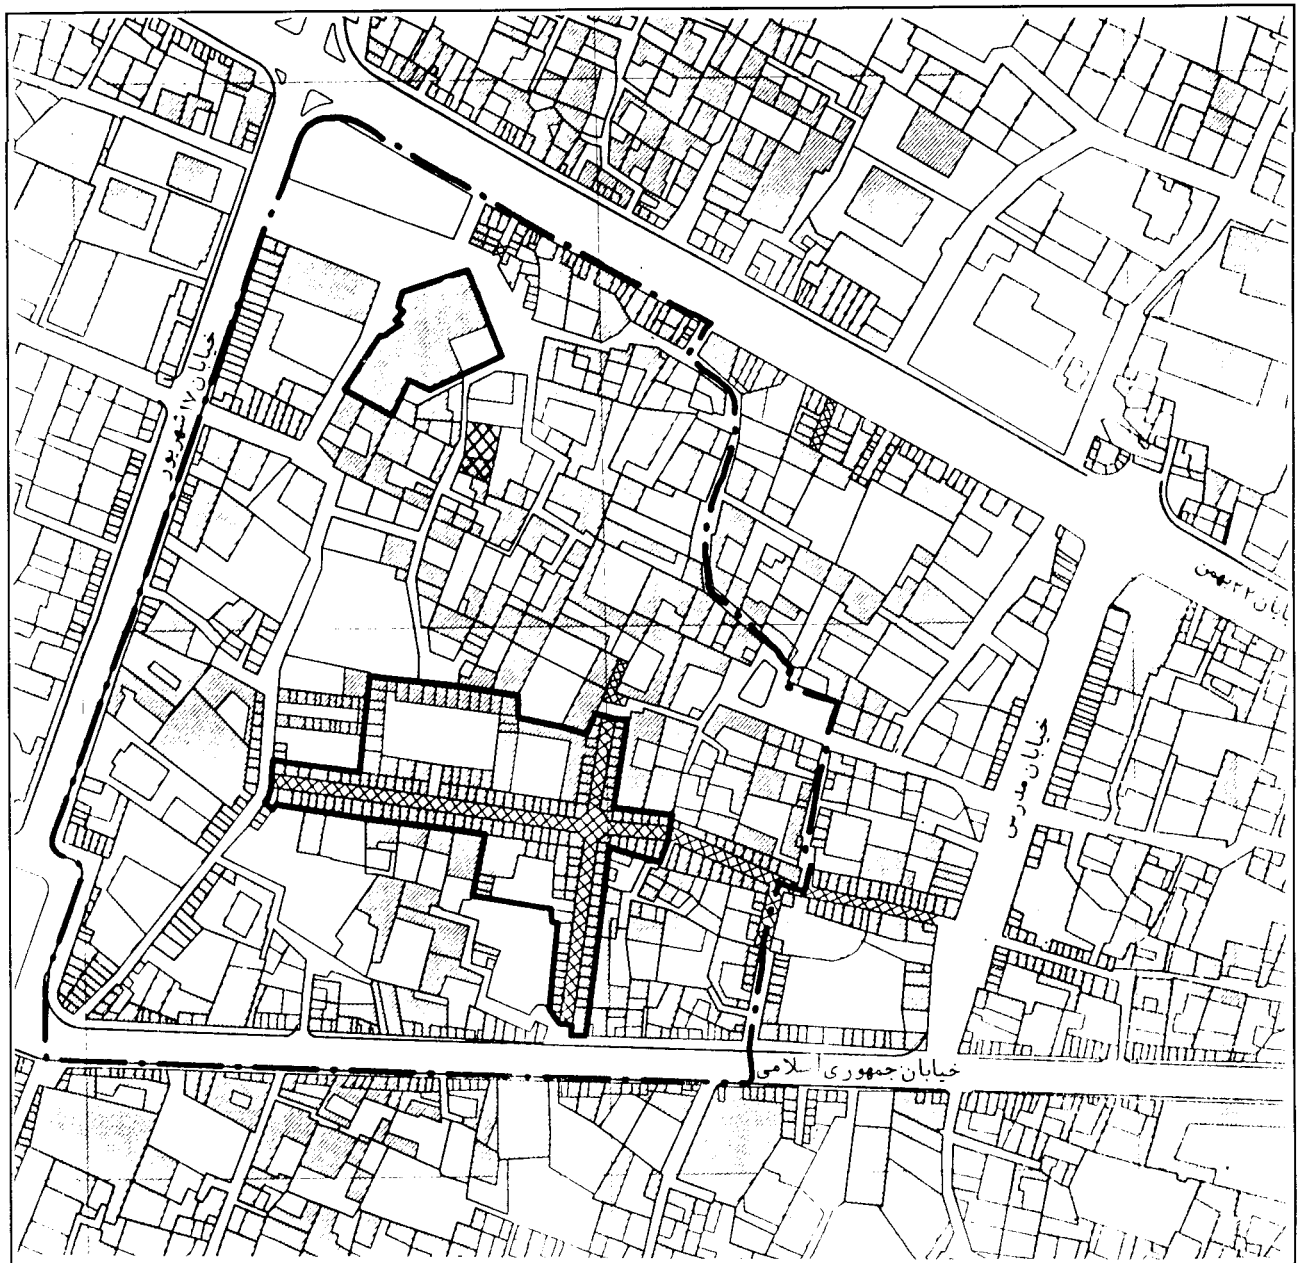 خیابان ۱۷ شهریور
خیابان ۲۲ بهمن
خیابان مدرس
خیابان جمهوری اسلامی